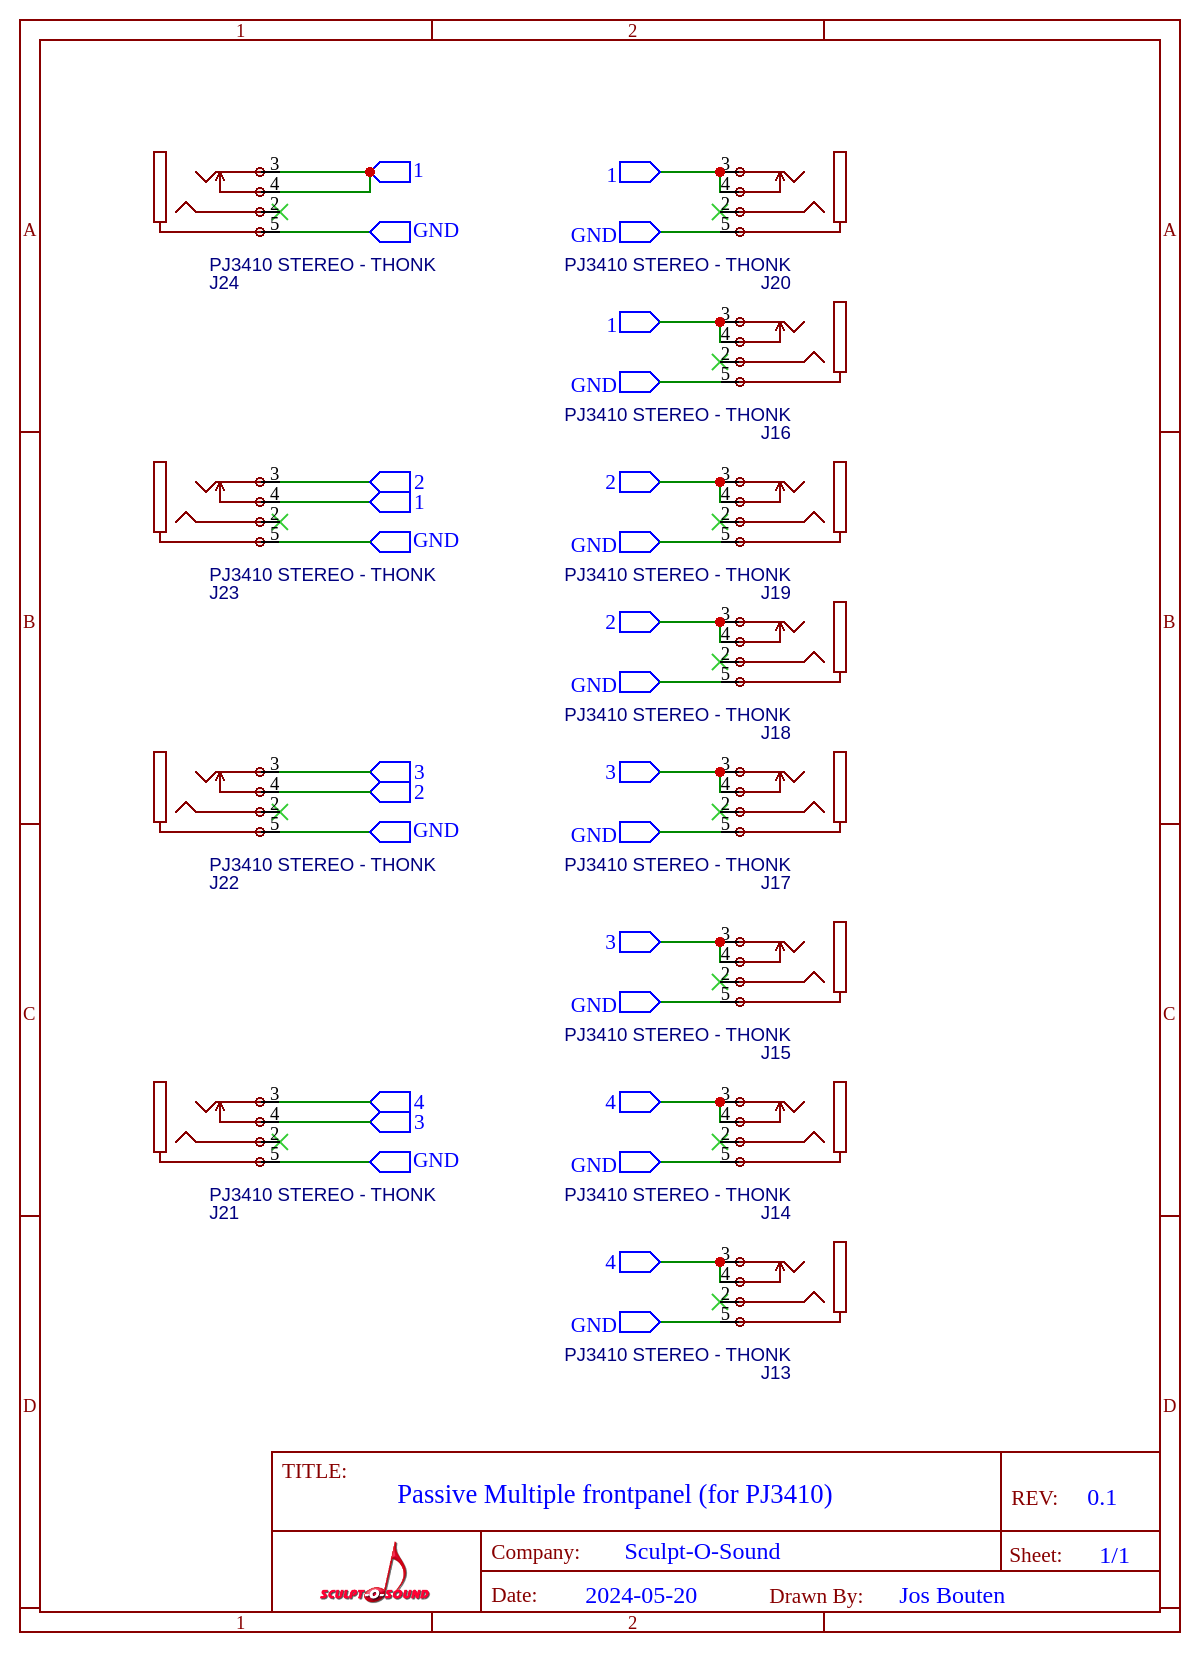 1 2
A A
3
4
2
5
1
GND
PJ3410 STEREO - THONK
J24
1
GND
3
4
2
5
PJ3410 STEREO - THONK
J20
1
GND
3
4
2
5
PJ3410 STEREO - THONK
J16
B B
3
4
2
5
2
1
GND
PJ3410 STEREO - THONK
J23
2
GND
3
4
2
5
PJ3410 STEREO - THONK
J19
2
GND
3
4
2
5
PJ3410 STEREO - THONK
J18
3
4
2
5
3
2
GND
PJ3410 STEREO - THONK
J22
3
GND
3
4
2
5
PJ3410 STEREO - THONK
J17
C C
3
GND
3
4
2
5
PJ3410 STEREO - THONK
J15
3
4
2
5
4
3
GND
PJ3410 STEREO - THONK
J21
4
GND
3
4
2
5
PJ3410 STEREO - THONK
J14
D D
4
GND
3
4
2
5
PJ3410 STEREO - THONK
J13
TITLE:
Passive Multiple frontpanel (for PJ3410)
REV: 0.1
SCULPT-O-SOUND
Company: Sculpt-O-Sound
Sheet: 1/1
Date: 2024-05-20 Drawn By: Jos Bouten
1 2